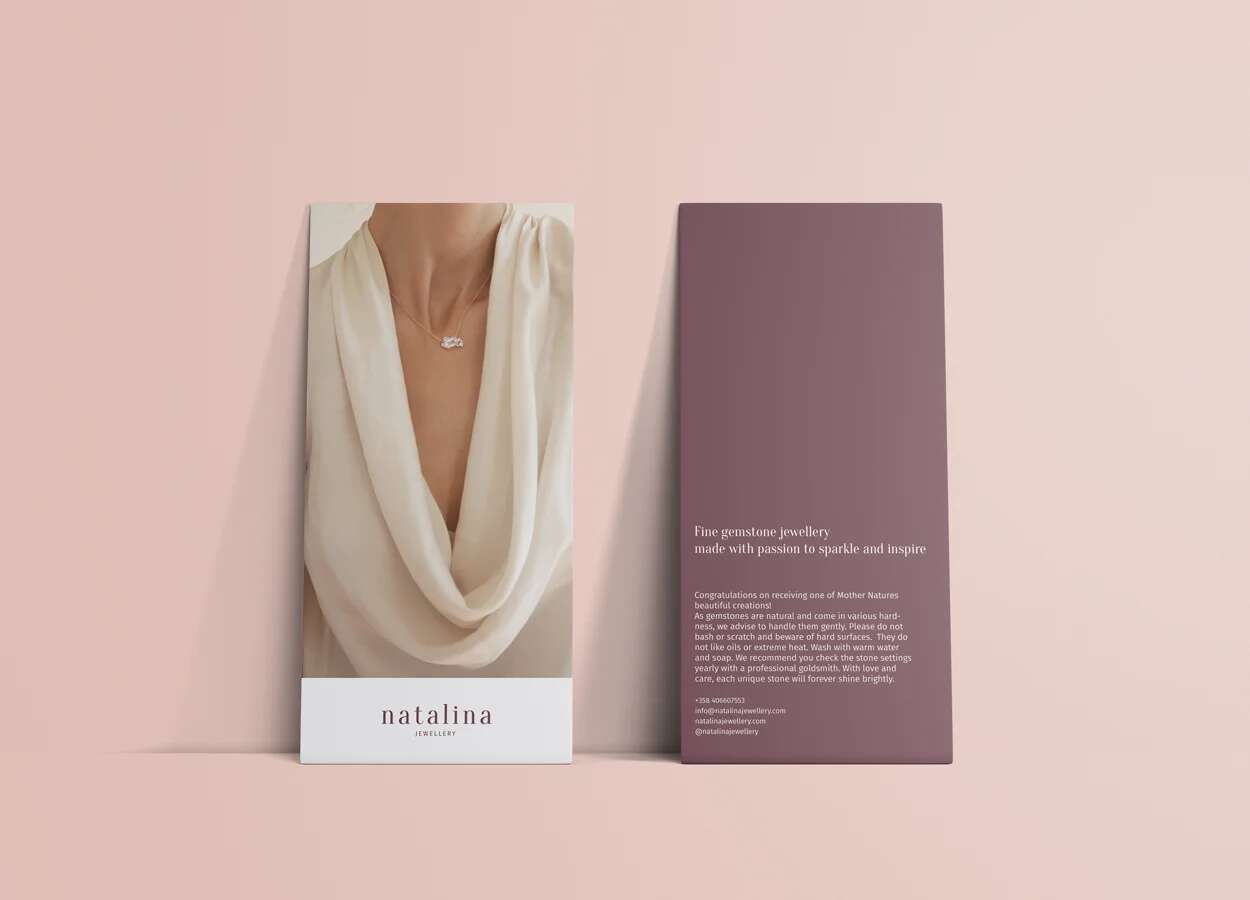 natalina
JEWELLERY
Fine gemstone jewellery
made with passion to sparkle and inspire
Congratulations on receiving one of Mother Natures
beautiful creations!
As gemstones are natural and come in various hard-
ness, we advise to handle them gently. Please do not
bash or scratch and beware of hard surfaces.  They do
not like oils or extreme heat. Wash with warm water
and soap. We recommend you check the stone settings
yearly with a professional goldsmith. With love and
care, each unique stone will forever shine brightly.
+358 406607553
info@natalinajewellery.com
natalinajewellery.com
@natalinajewellery